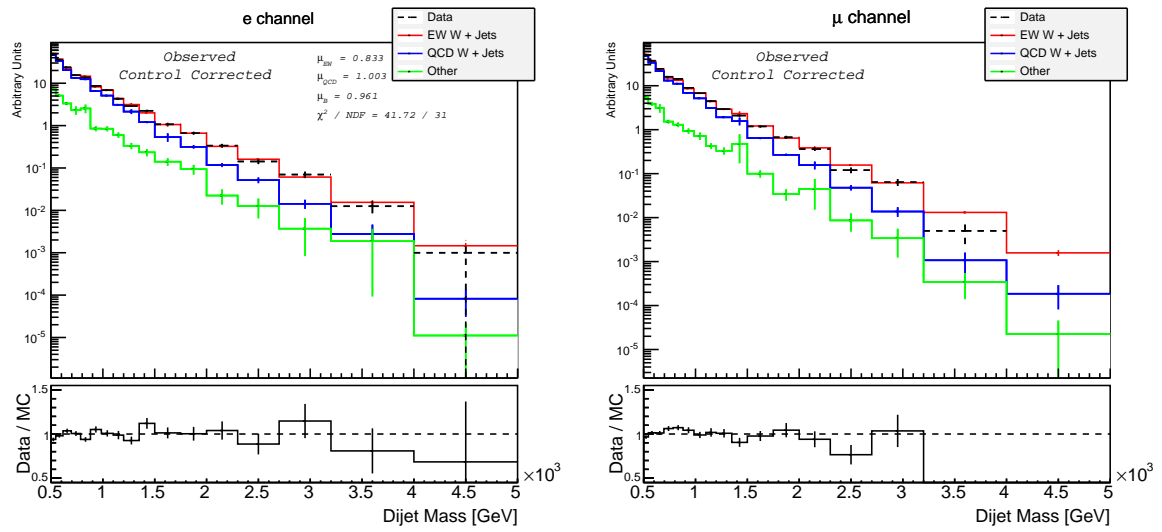 e channel
Data
EW W + Jets
QCD W + Jets
Other
Observed
Control Corrected
μ_EW = 0.833
μ_QCD = 1.003
μ_B = 0.961
χ² / NDF = 41.72 / 31
Arbitrary Units
10
1
10⁻¹
10⁻²
10⁻³
10⁻⁴
10⁻⁵
Data / MC
1.5
1
0.5
0.5 1 1.5 2 2.5 3 3.5 4 4.5 5
×10³
Dijet Mass [GeV]
μ channel
Data
EW W + Jets
QCD W + Jets
Other
Observed
Control Corrected
Arbitrary Units
10
1
10⁻¹
10⁻²
10⁻³
10⁻⁴
10⁻⁵
Data / MC
1.5
1
0.5
0.5 1 1.5 2 2.5 3 3.5 4 4.5 5
×10³
Dijet Mass [GeV]